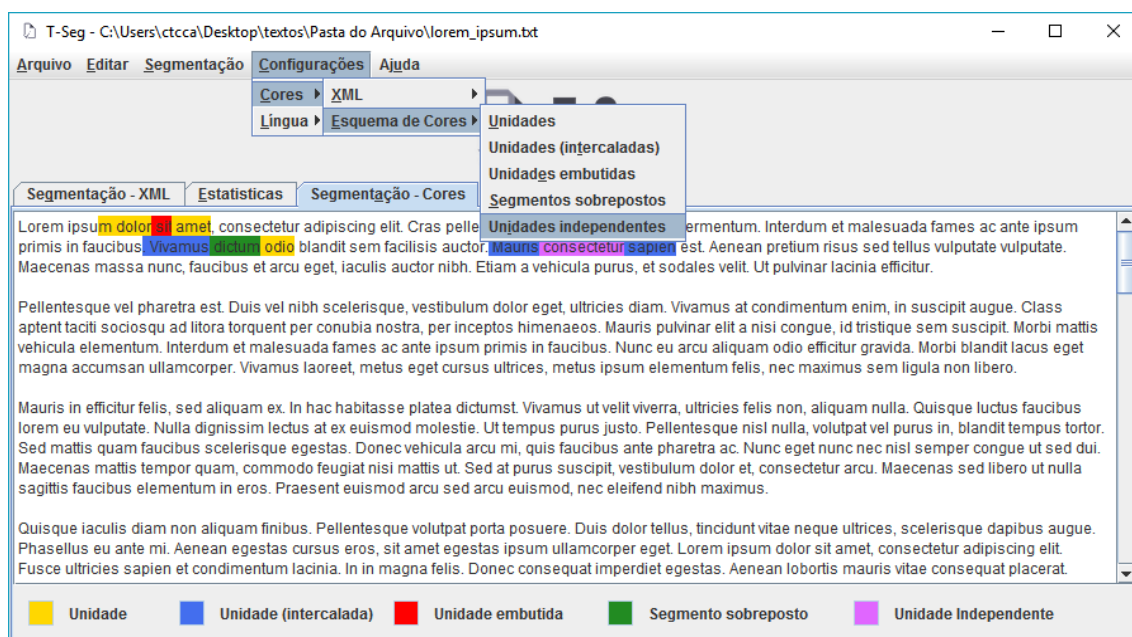 T-Seg - C:\Users\ctcca\Desktop\textos\Pasta do Arquivo\lorem_ipsum.txt
Arquivo Editar Segmentação Configurações Ajuda
Cores XML
Língua Esquema de Cores Unidades
Unidades (intercaladas)
Unidades embutidas
Segmentação - XML Estatisticas Segmentação - Cores Segmentos sobrepostos
Unidades independentes
Lorem ipsum dolor sit amet, consectetur adipiscing elit. Cras pelle ermentum. Interdum et malesuada fames ac ante ipsum
primis in faucibus. Vivamus dictum odio blandit sem facilisis auctor. Mauris consectetur sapien est. Aenean pretium risus sed tellus vulputate vulputate.
Maecenas massa nunc, faucibus et arcu eget, iaculis auctor nibh. Etiam a vehicula purus, et sodales velit. Ut pulvinar lacinia efficitur.
Pellentesque vel pharetra est. Duis vel nibh scelerisque, vestibulum dolor eget, ultricies diam. Vivamus at condimentum enim, in suscipit augue. Class
aptent taciti sociosqu ad litora torquent per conubia nostra, per inceptos himenaeos. Mauris pulvinar elit a nisi congue, id tristique sem suscipit. Morbi mattis
vehicula elementum. Interdum et malesuada fames ac ante ipsum primis in faucibus. Nunc eu arcu aliquam odio efficitur gravida. Morbi blandit lacus eget
magna accumsan ullamcorper. Vivamus laoreet, metus eget cursus ultrices, metus ipsum elementum felis, nec maximus sem ligula non libero.
Mauris in efficitur felis, sed aliquam ex. In hac habitasse platea dictumst. Vivamus ut velit viverra, ultricies felis non, aliquam nulla. Quisque luctus faucibus
lorem eu vulputate. Nulla dignissim lectus at ex euismod molestie. Ut tempus purus justo. Pellentesque nisl nulla, volutpat vel purus in, blandit tempus tortor.
Sed mattis quam faucibus scelerisque egestas. Donec vehicula arcu mi, quis faucibus ante pharetra ac. Nunc eget nunc nec nisl semper congue ut sed dui.
Maecenas mattis tempor quam, commodo feugiat nisi mattis ut. Sed at purus suscipit, vestibulum dolor et, consectetur arcu. Maecenas sed libero ut nulla
sagittis faucibus elementum in eros. Praesent euismod arcu sed arcu euismod, nec eleifend nibh maximus.
Quisque iaculis diam non aliquam finibus. Pellentesque volutpat porta posuere. Duis dolor tellus, tincidunt vitae neque ultrices, scelerisque dapibus augue.
Phasellus eu ante mi. Aenean egestas cursus eros, sit amet egestas ipsum ullamcorper eget. Lorem ipsum dolor sit amet, consectetur adipiscing elit.
Fusce ultricies sapien et condimentum lacinia. In in magna felis. Donec consequat imperdiet egestas. Aenean lobortis mauris vitae consequat placerat.
Unidade Unidade (intercalada) Unidade embutida Segmento sobreposto Unidade Independente